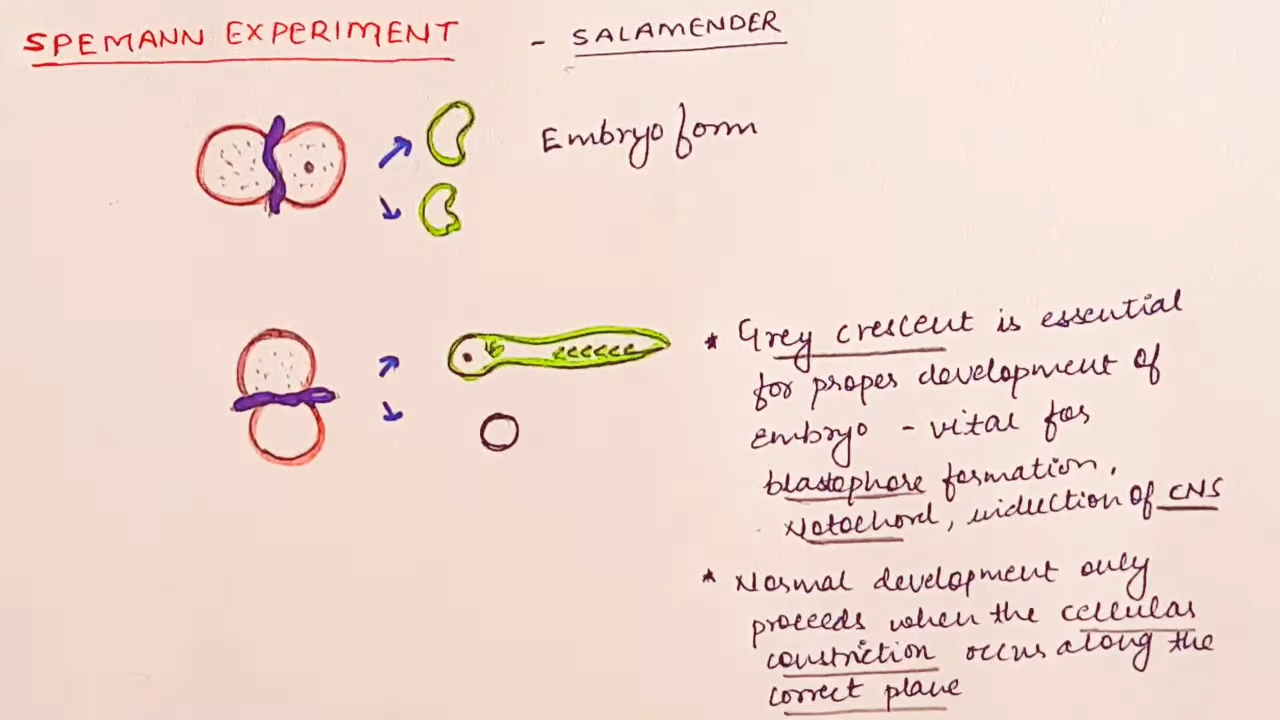 SPEMANN EXPERIMENT - SALAMENDER
Embryo form
* Grey crescent is essential
for proper development of
Embryo - vital for
blastophore formation,
Notochord, induction of CNS
* Normal development only
proceeds when the cellular
constriction occurs along the
correct plane